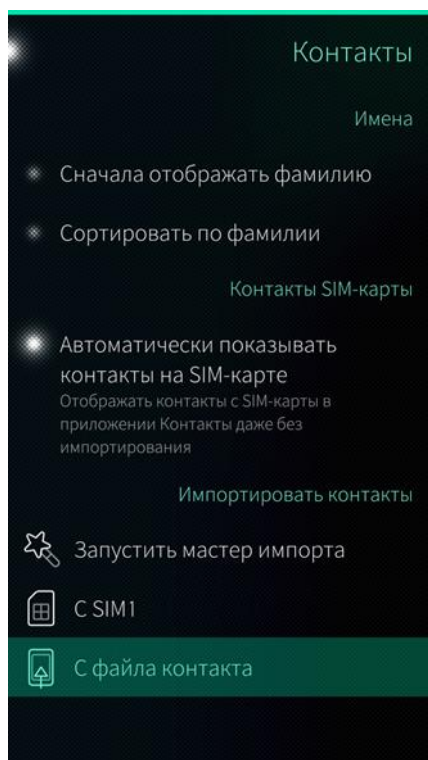 Контакты
Имена
Сначала отображать фамилию
Сортировать по фамилии
Контакты SIM-карты
Автоматически показывать
контакты на SIM-карте
Отображать контакты с SIM-карты в
приложении Контакты даже без
импортирования
Импортировать контакты
Запустить мастер импорта
С SIM1
С файла контакта